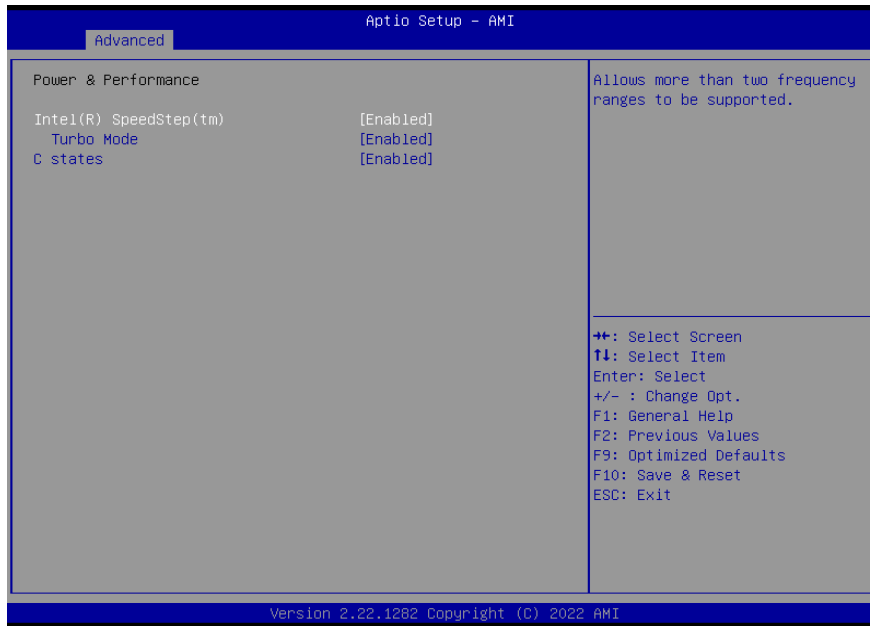 Aptio Setup – AMI
Advanced
Power & Performance
Intel(R) SpeedStep(tm) [Enabled]
Turbo Mode [Enabled]
C states [Enabled]
Allows more than two frequency
ranges to be supported.
→←: Select Screen
↑↓: Select Item
Enter: Select
+/- : Change Opt.
F1: General Help
F2: Previous Values
F9: Optimized Defaults
F10: Save & Reset
ESC: Exit
Version 2.22.1282 Copyright (C) 2022 AMI